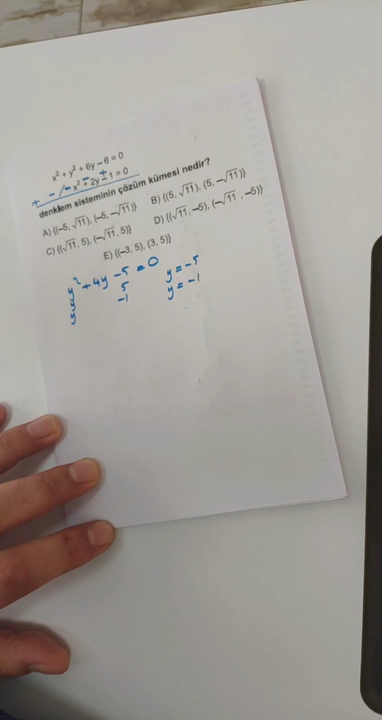 x² + y² + 6y - 6 = 0
x² + 2y - 1 = 0
denklem sisteminin çözüm kümesi nedir?
A) {(-5, √11), (-5, -√11)} B) {(5, √11), (5, -√11)}
C) {(√11, 5), (-√11, 5)} D) {(√11, -5), (-√11, -5)}
E) {(-3, 5), (3, 5)}
y² + 4y - 5 = 0
y 5 y = -5
y -1 y = -1